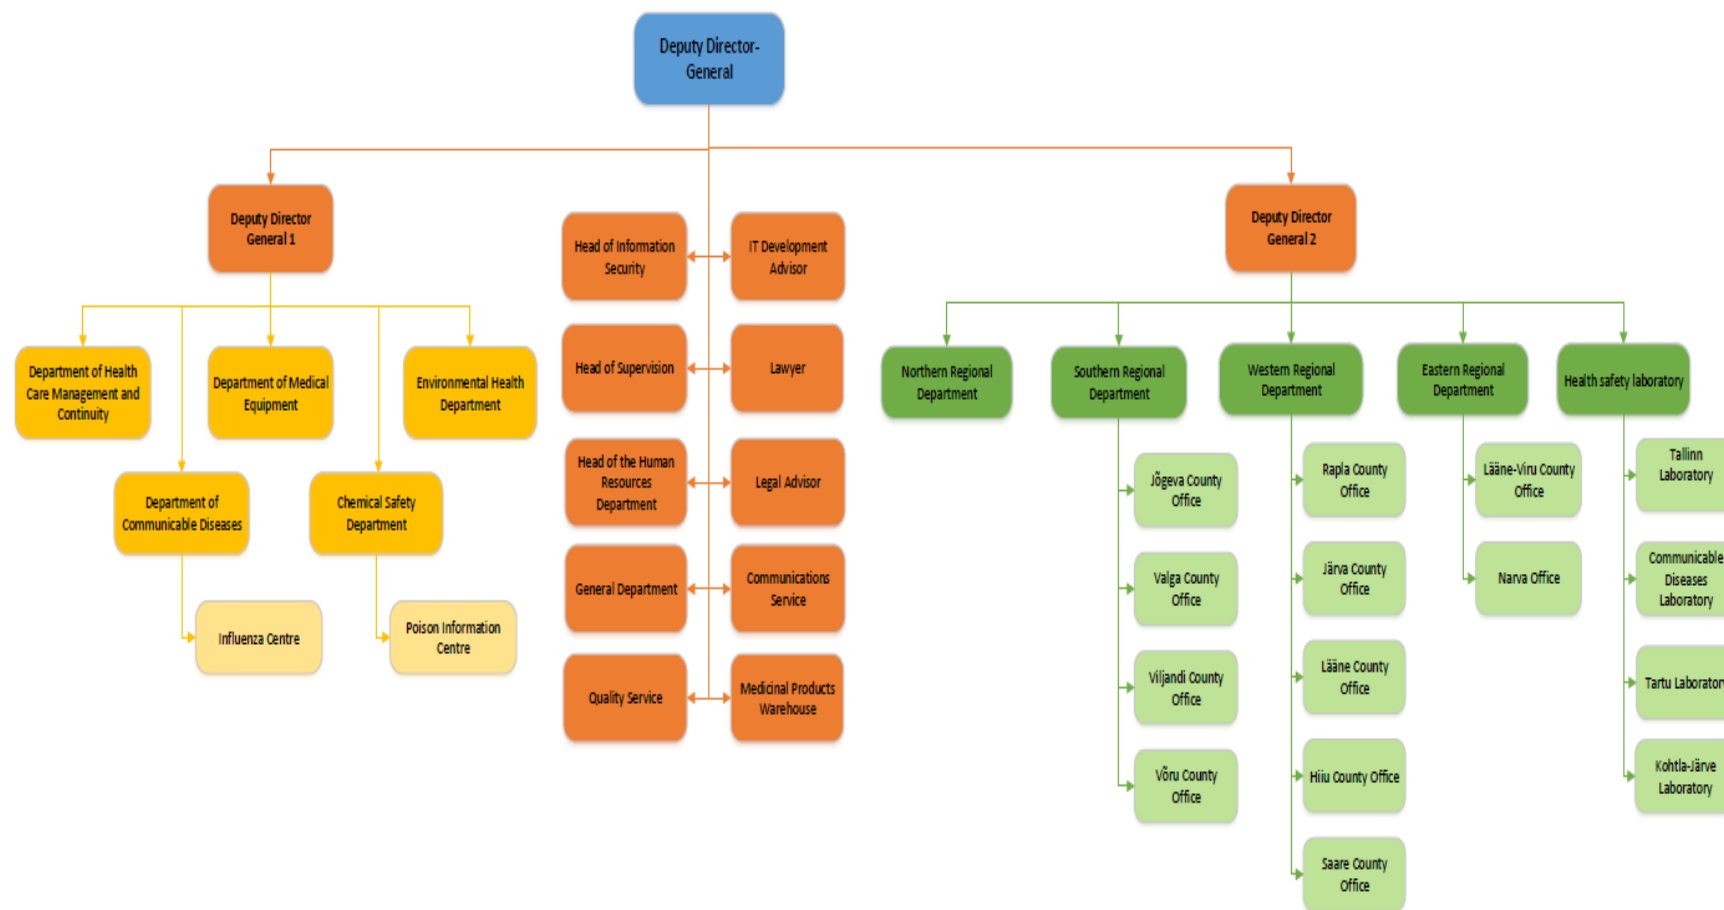 Deputy Director-
General
Deputy Director
General 1
Deputy Director
General 2
Head of Information
Security
IT Development
Advisor
Head of Supervision
Lawyer
Head of the Human
Resources
Department
Legal Advisor
General Department
Communications
Service
Quality Service
Medicinal Products
Warehouse
Department of Health
Care Management and
Continuity
Department of Medical
Equipment
Environmental Health
Department
Department of
Communicable Diseases
Chemical Safety
Department
Influenza Centre
Poison Information
Centre
Northern Regional
Department
Southern Regional
Department
Western Regional
Department
Eastern Regional
Department
Health safety laboratory
Jõgeva County
Office
Valga County
Office
Viljandi County
Office
Võru County
Office
Rapla County
Office
Järva County
Office
Lääne County
Office
Hiiu County Office
Saare County
Office
Lääne-Viru County
Office
Narva Office
Tallinn
Laboratory
Communicable
Diseases
Laboratory
Tartu Laboratory
Kohtla-Järve
Laboratory